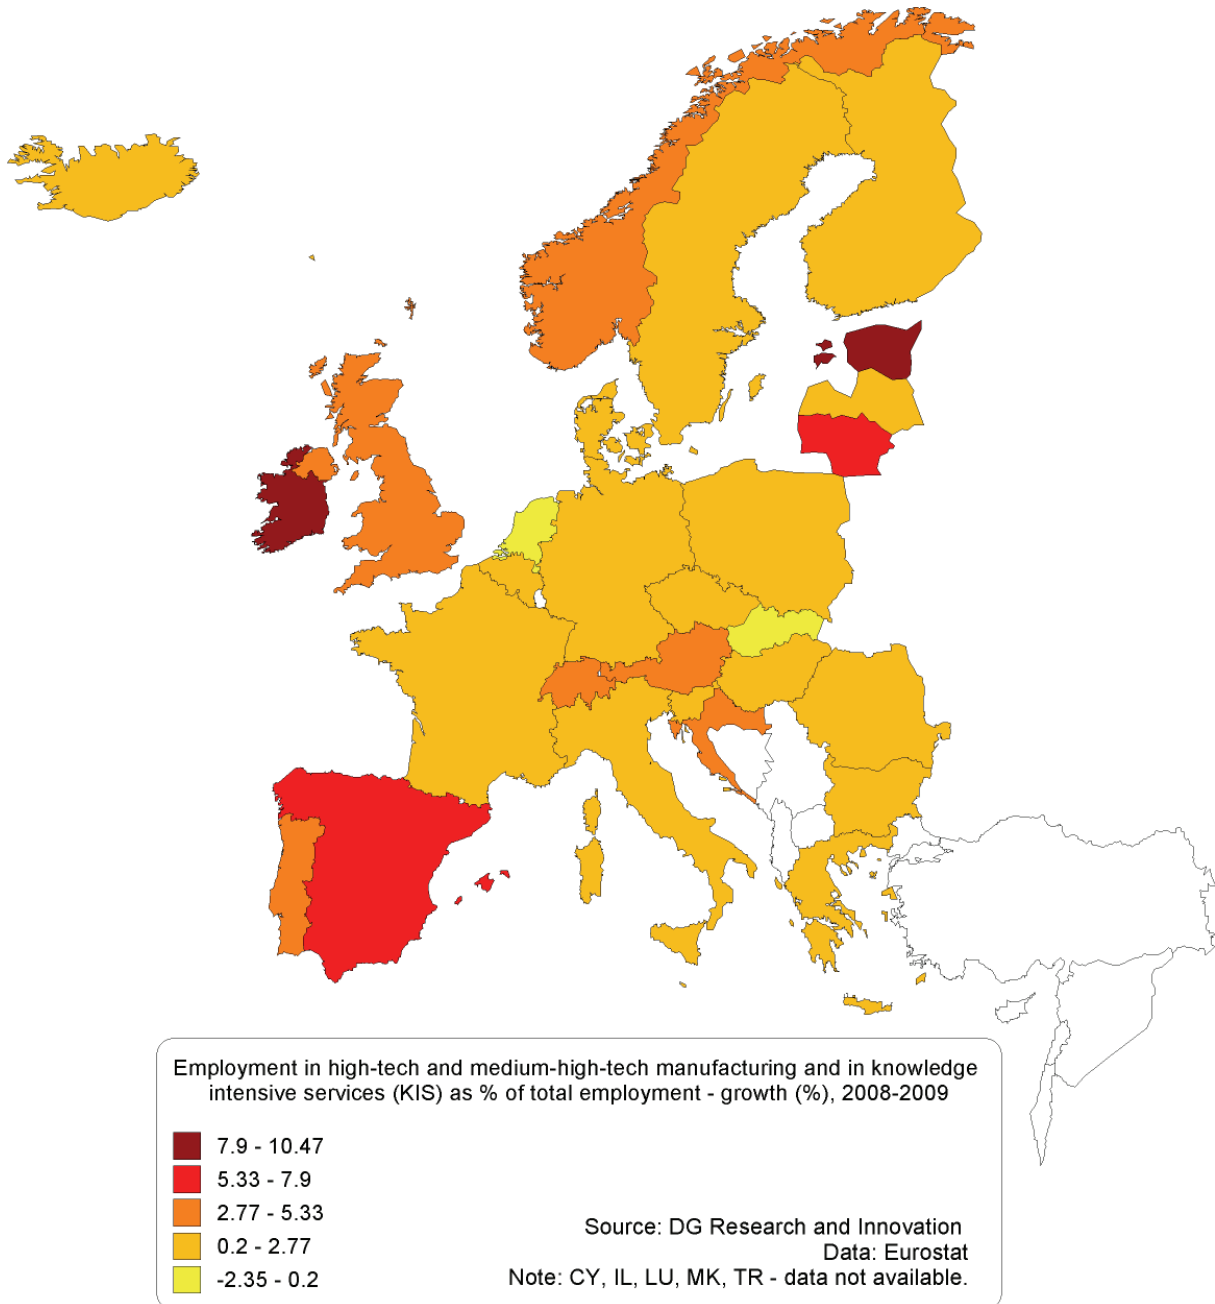 Employment in high-tech and medium-high-tech manufacturing and in knowledge
intensive services (KIS) as % of total employment - growth (%), 2008-2009
7.9 - 10.47
5.33 - 7.9
2.77 - 5.33
0.2 - 2.77
-2.35 - 0.2
Source: DG Research and Innovation
Data: Eurostat
Note: CY, IL, LU, MK, TR - data not available.